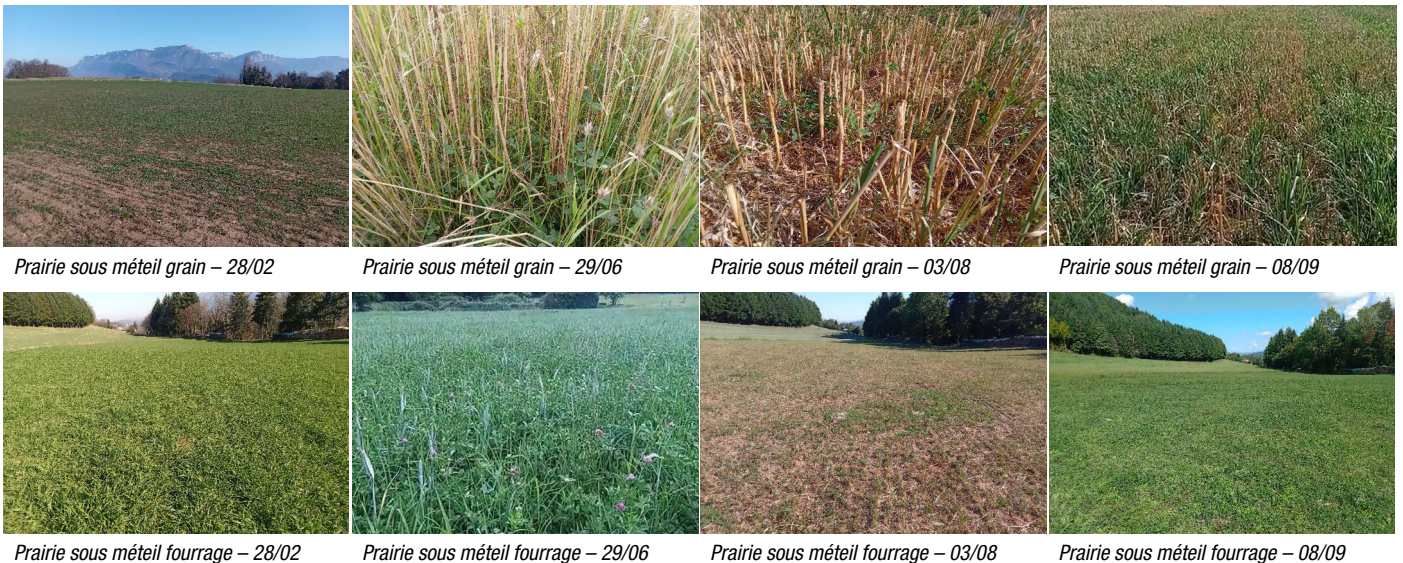 Prairie sous méteil grain – 28/02
Prairie sous méteil grain – 29/06
Prairie sous méteil grain – 03/08
Prairie sous méteil grain – 08/09
Prairie sous méteil fourrage – 28/02
Prairie sous méteil fourrage – 29/06
Prairie sous méteil fourrage – 03/08
Prairie sous méteil fourrage – 08/09